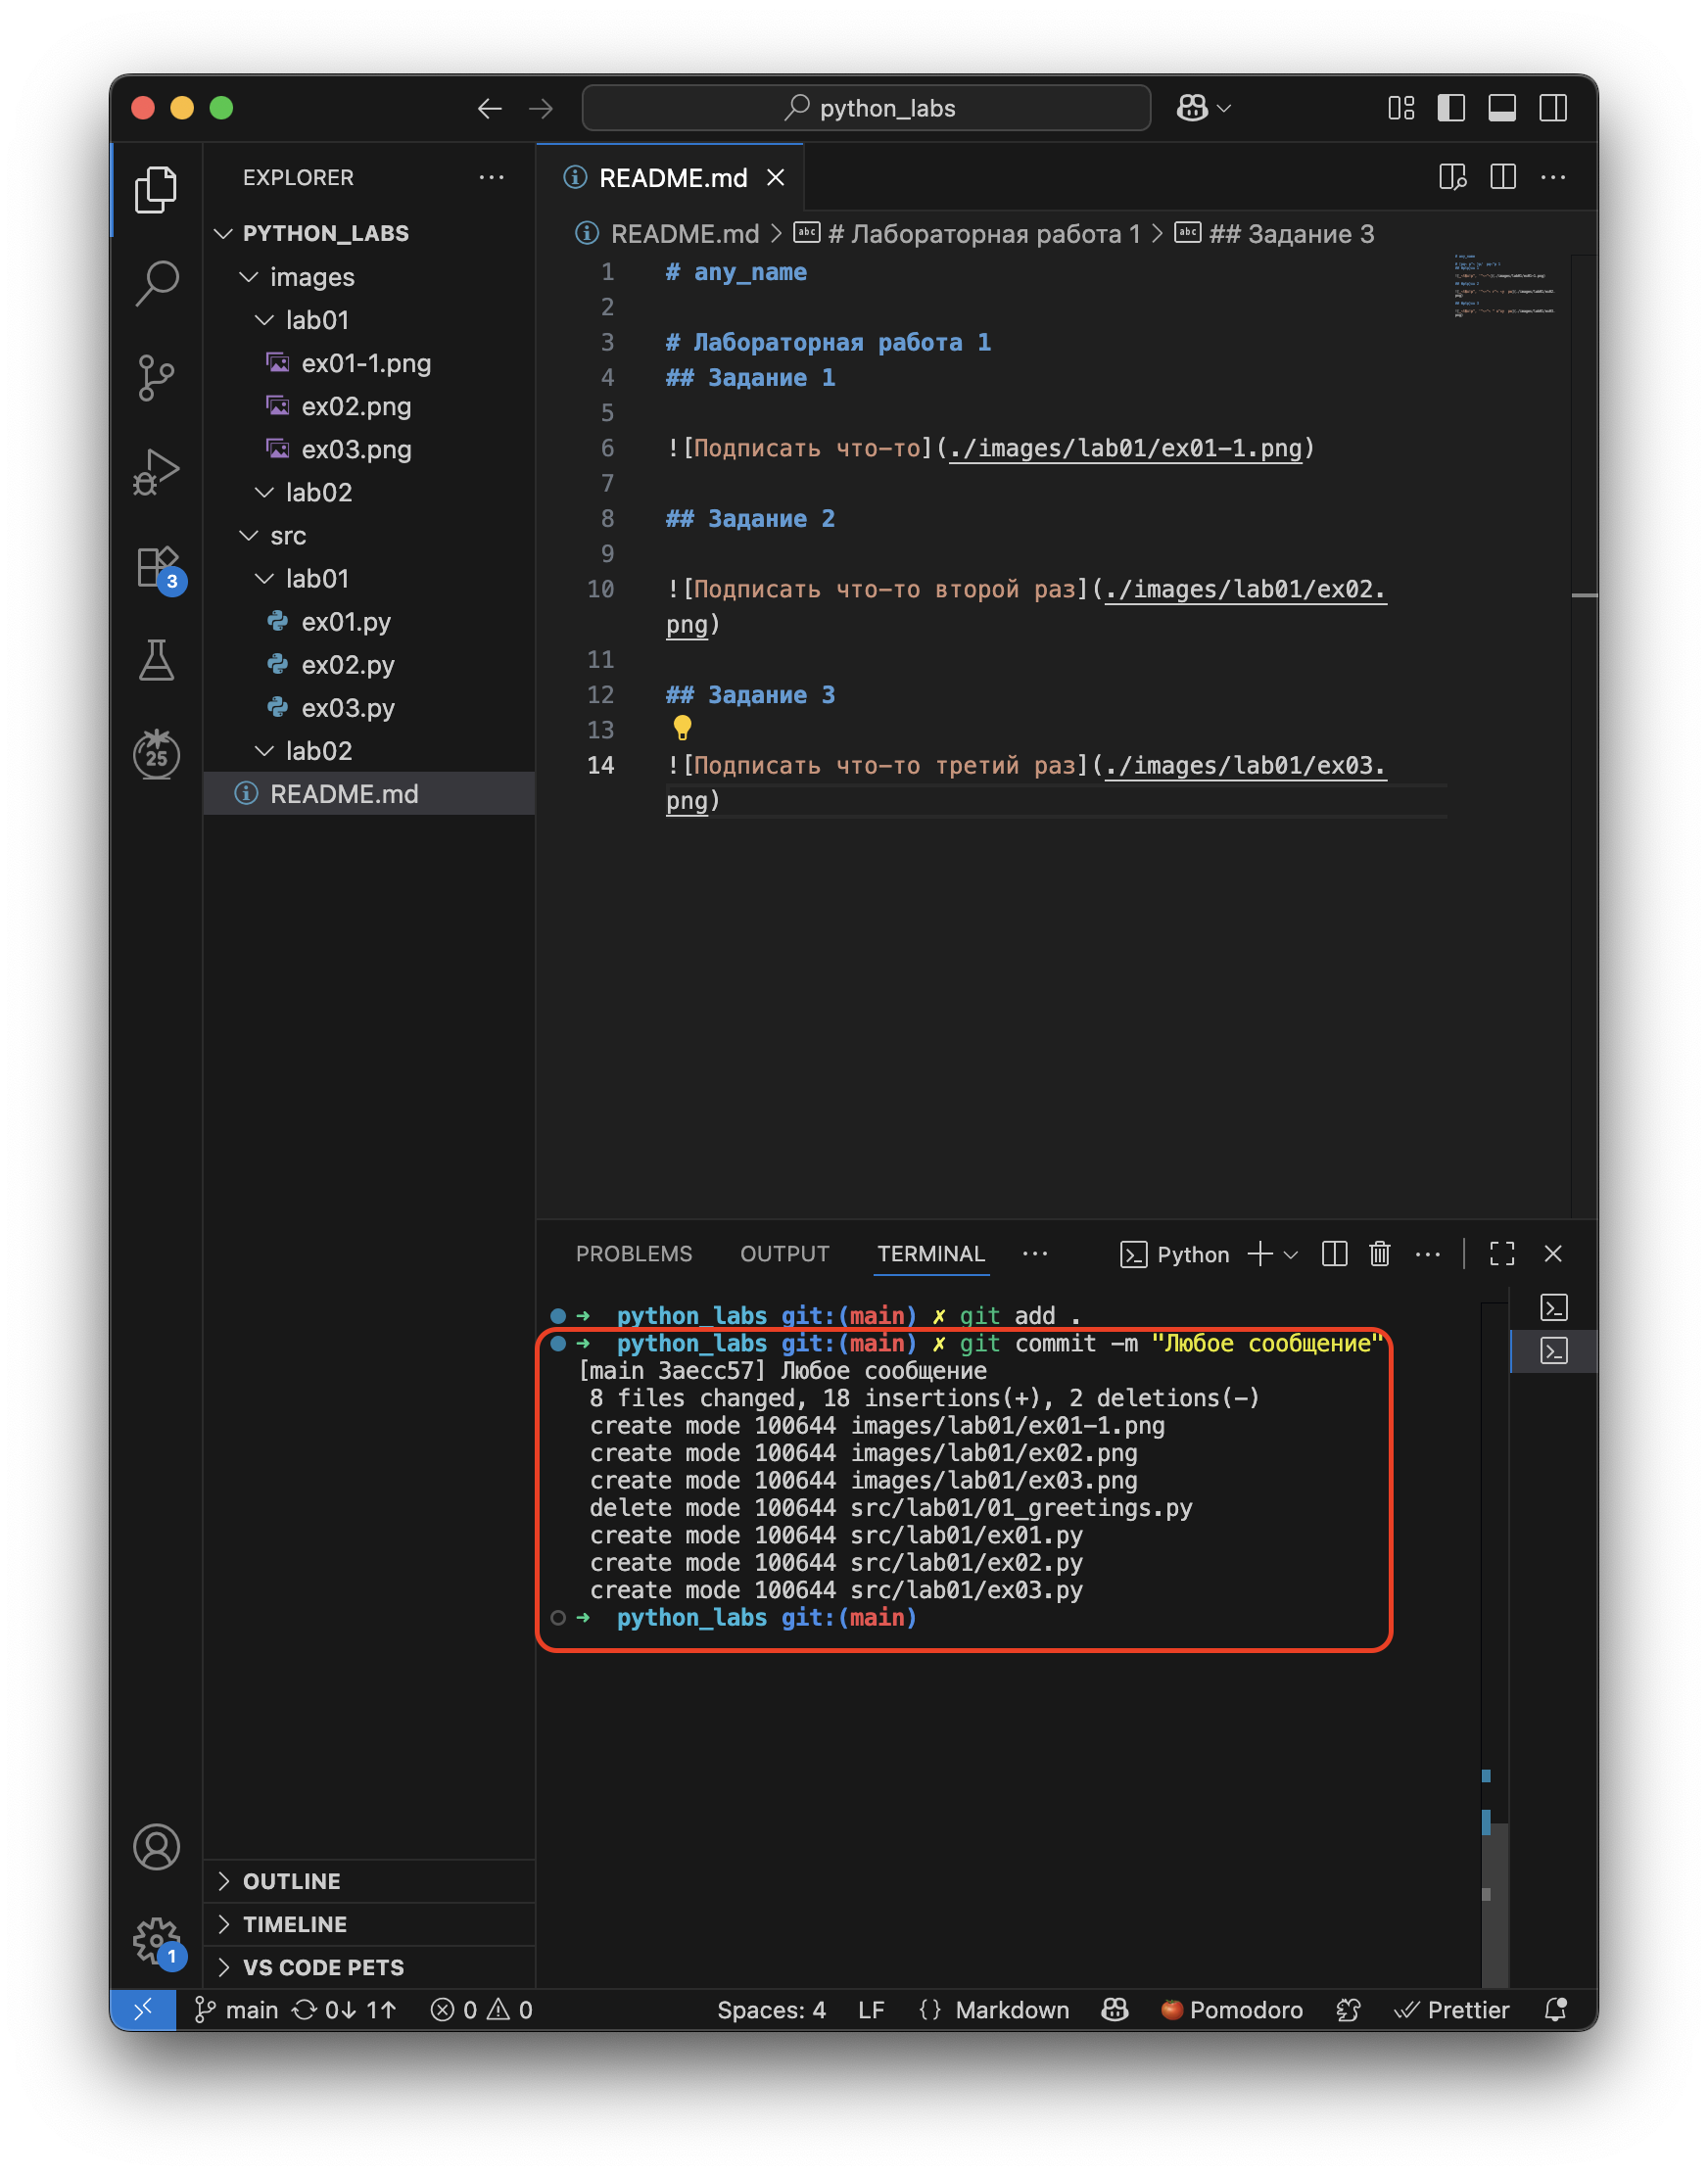 python_labs
EXPLORER
README.md
PYTHON_LABS
README.md > # Лабораторная работа 1 > ## Задание 3
images
lab01
ex01-1.png
ex02.png
ex03.png
lab02
src
lab01
ex01.py
ex02.py
ex03.py
lab02
README.md
3
25
1 # any_name
2
3 # Лабораторная работа 1
4 ## Задание 1
5
6 ![Подписать что-то](./images/lab01/ex01-1.png)
7
8 ## Задание 2
9
10 ![Подписать что-то второй раз](./images/lab01/ex02.
png)
11
12 ## Задание 3
13
14 ![Подписать что-то третий раз](./images/lab01/ex03.
png)
PROBLEMS OUTPUT TERMINAL Python
➜ python_labs git:(main) ✗ git add .
➜ python_labs git:(main) ✗ git commit -m "Любое сообщение"
[main 3aecc57] Любое сообщение
8 files changed, 18 insertions(+), 2 deletions(-)
create mode 100644 images/lab01/ex01-1.png
create mode 100644 images/lab01/ex02.png
create mode 100644 images/lab01/ex03.png
delete mode 100644 src/lab01/01_greetings.py
create mode 100644 src/lab01/ex01.py
create mode 100644 src/lab01/ex02.py
create mode 100644 src/lab01/ex03.py
➜ python_labs git:(main)
OUTLINE
TIMELINE
VS CODE PETS
1
main 0↓ 1↑ 0 0 Spaces: 4 LF {} Markdown Pomodoro Prettier